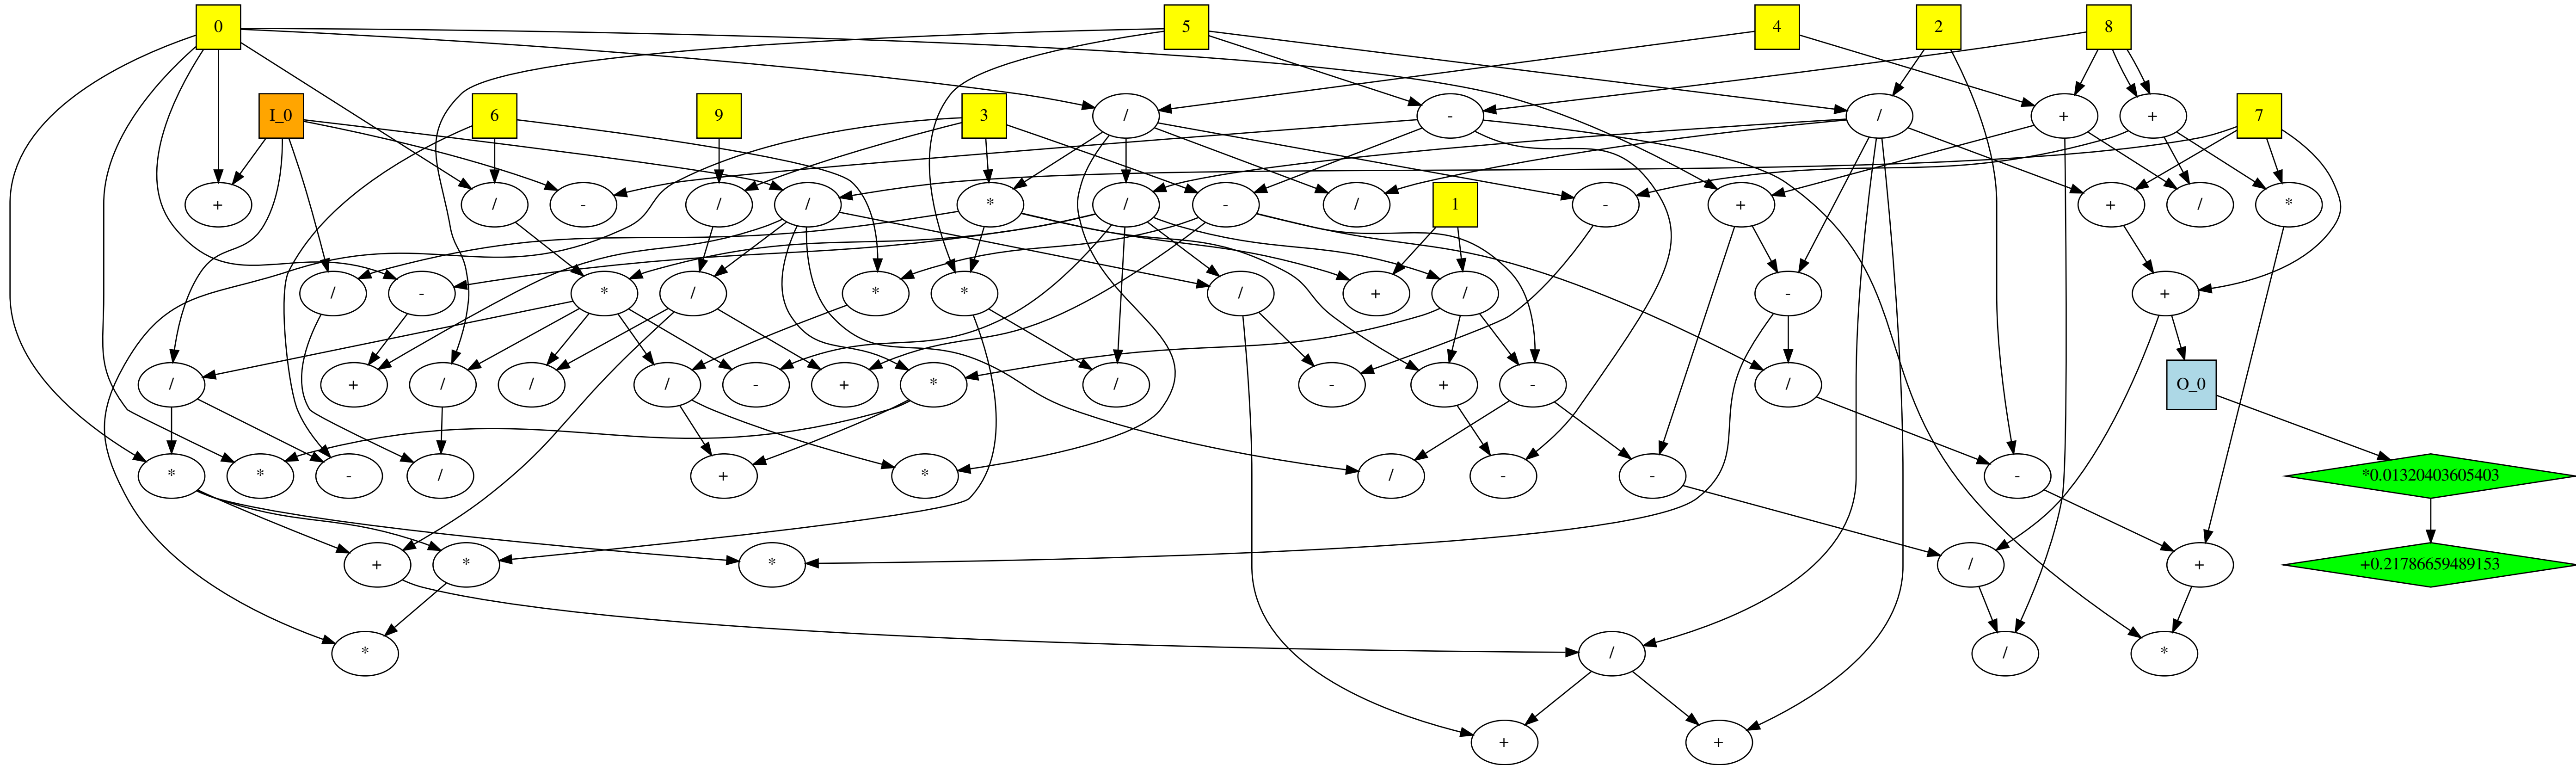 0 5 4 2 8
I_0 6 9 3 / - / + + 7
+ / - / / * / - / 1 - + + / *
/ - * / * * / + / - +
/ + / / / - + * / - + - / O_0
* * - / + * / - - - *0.01320403605403
+ * * / + +0.21786659489153
* / / *
+ +